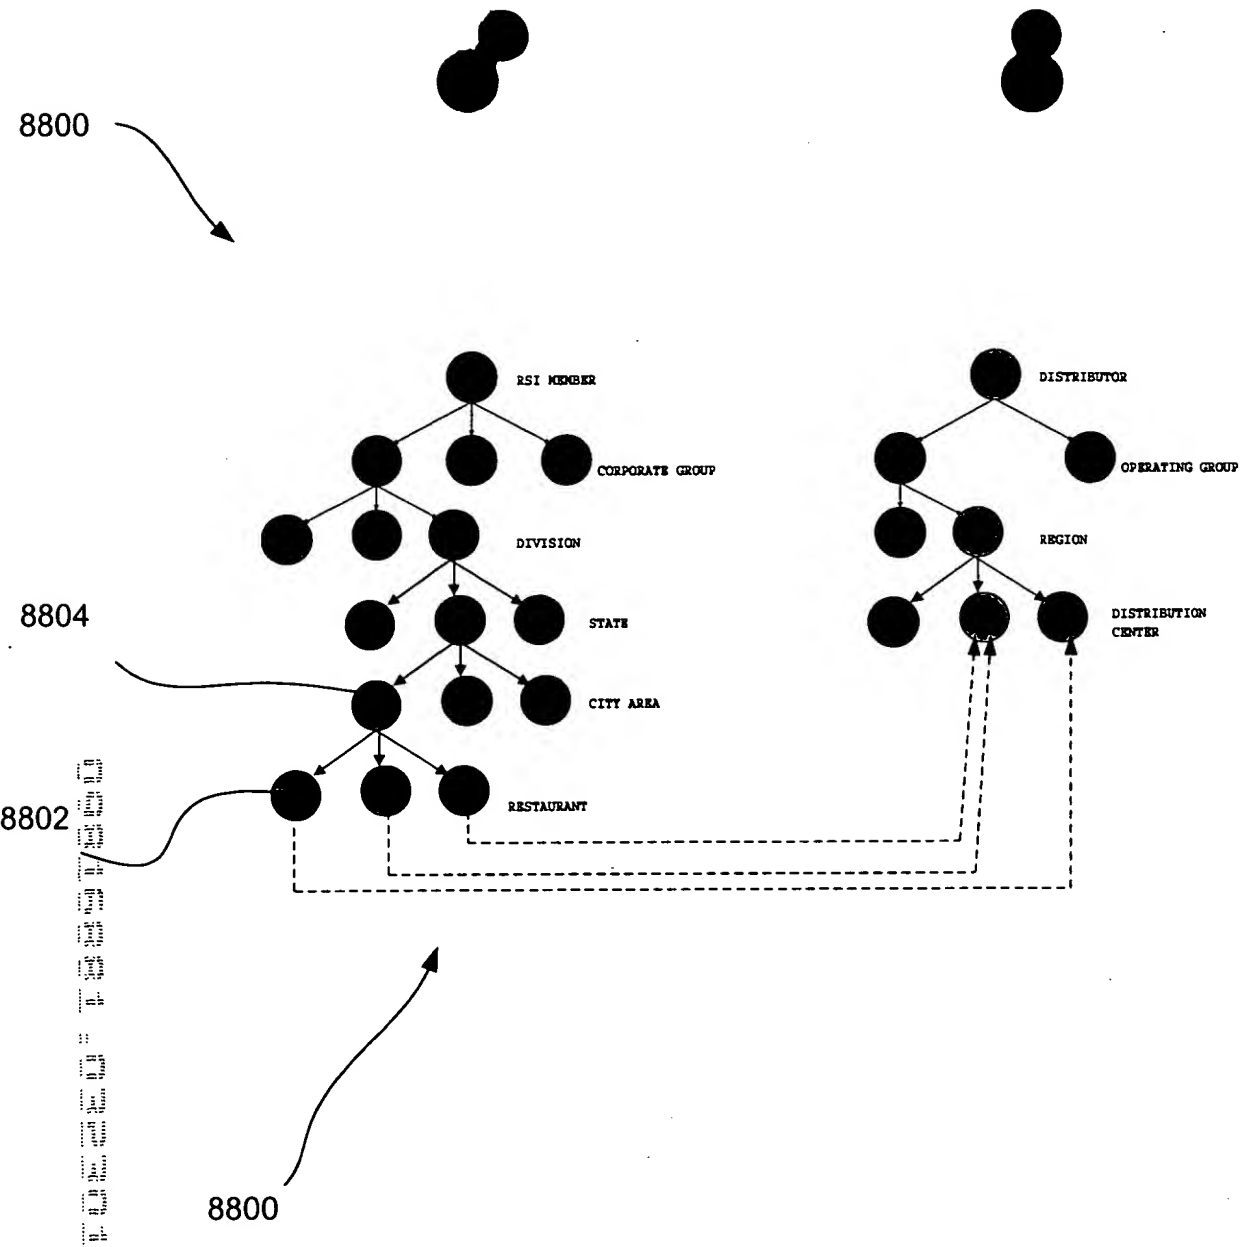 8800
RSI MEMBER
DISTRIBUTOR
CORPORATE GROUP
OPERATING GROUP
DIVISION
REGION
8804
STATE
DISTRIBUTION
CENTER
CITY AREA
8802
RESTAURANT
8800